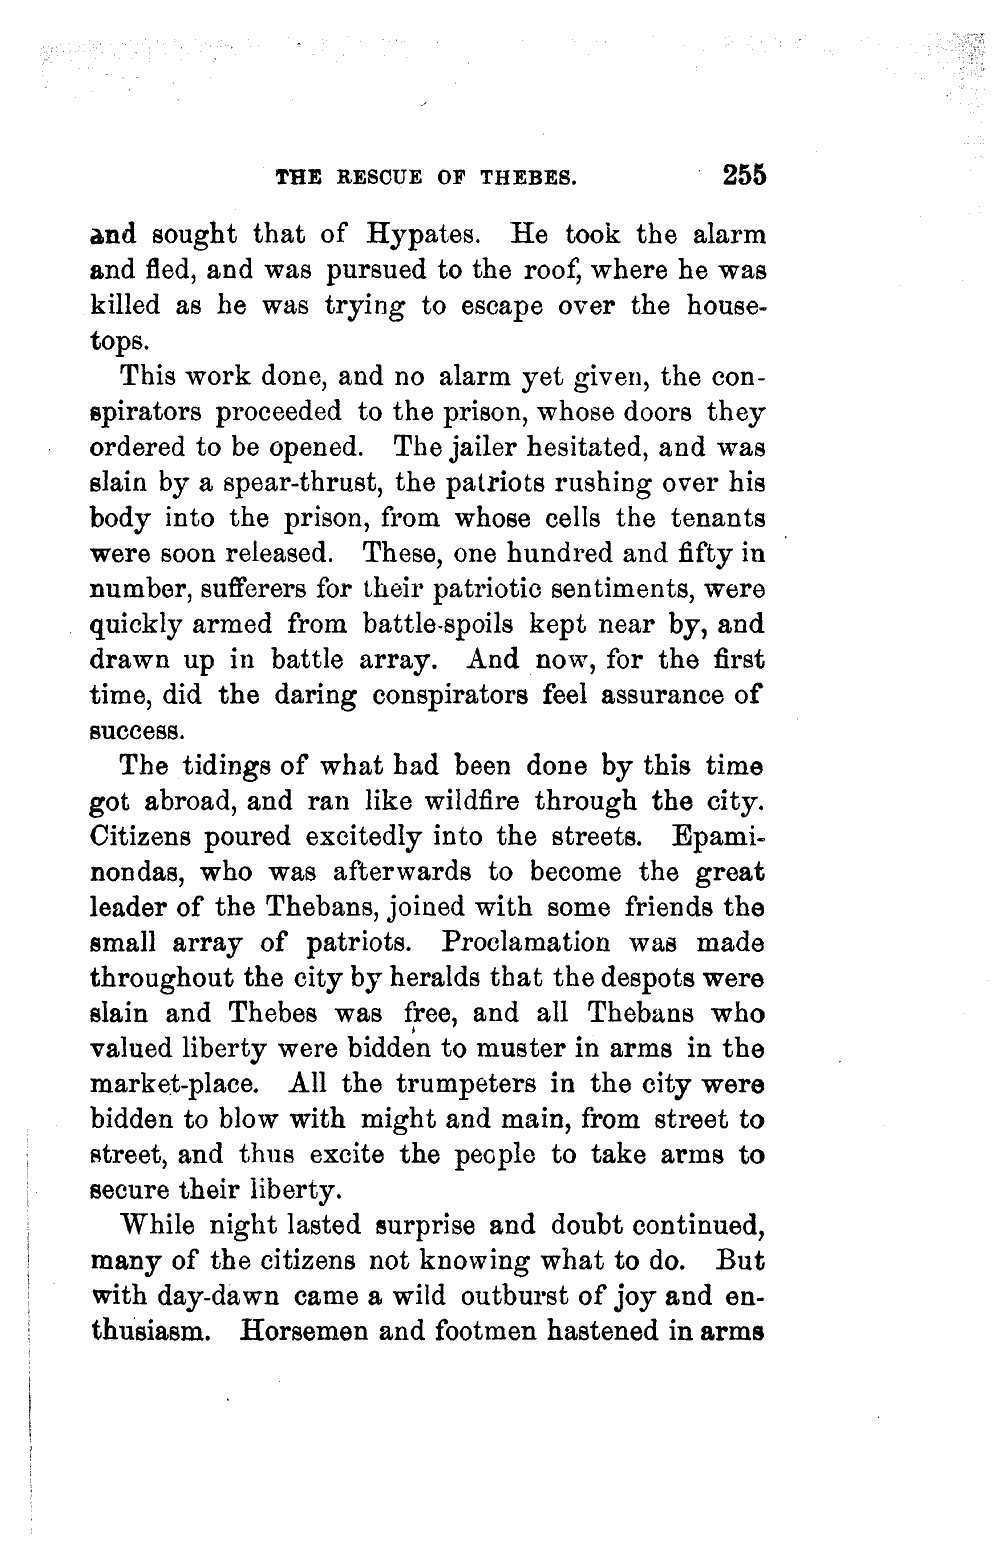 THE RESCUE OF THEBES. 255
and sought that of Hypates. He took the alarm
and fled, and was pursued to the roof, where he was
killed as he was trying to escape over the house-
tops.
This work done, and no alarm yet given, the con-
spirators proceeded to the prison, whose doors they
ordered to be opened. The jailer hesitated, and was
slain by a spear-thrust, the patriots rushing over his
body into the prison, from whose cells the tenants
were soon released. These, one hundred and fifty in
number, sufferers for their patriotic sentiments, were
quickly armed from battle-spoils kept near by, and
drawn up in battle array. And now, for the first
time, did the daring conspirators feel assurance of
success.
The tidings of what had been done by this time
got abroad, and ran like wildfire through the city.
Citizens poured excitedly into the streets. Epami-
nondas, who was afterwards to become the great
leader of the Thebans, joined with some friends the
small array of patriots. Proclamation was made
throughout the city by heralds that the despots were
slain and Thebes was free, and all Thebans who
valued liberty were bidden to muster in arms in the
market-place. All the trumpeters in the city were
bidden to blow with might and main, from street to
street, and thus excite the people to take arms to
secure their liberty.
While night lasted surprise and doubt continued,
many of the citizens not knowing what to do. But
with day-dawn came a wild outburst of joy and en-
thusiasm. Horsemen and footmen hastened in arms